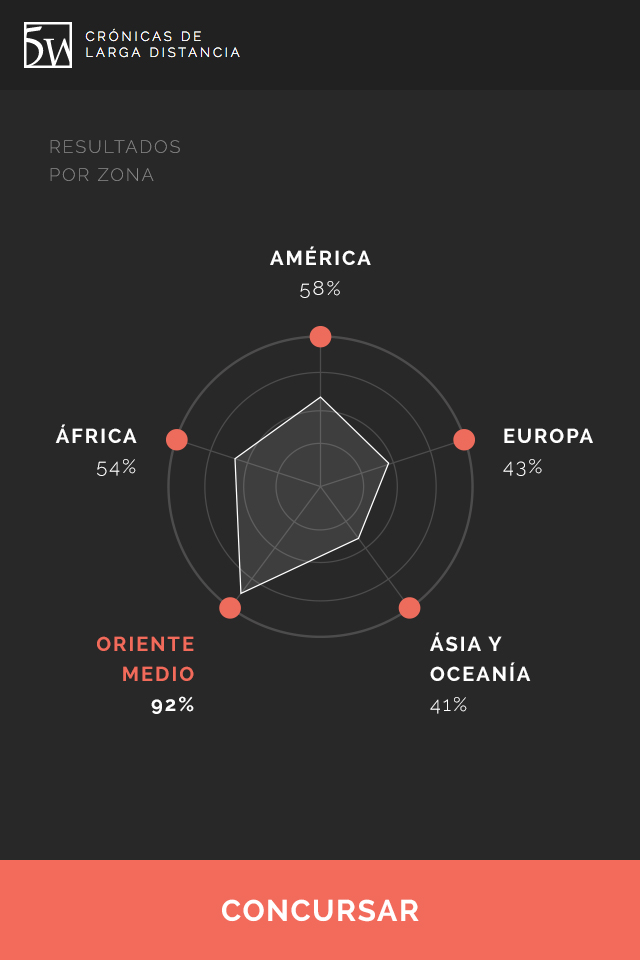 5W
CRÓNICAS DE
LARGA DISTANCIA
RESULTADOS
POR ZONA
AMÉRICA
58%
ÁFRICA
54%
EUROPA
43%
ORIENTE
MEDIO
92%
ÁSIA Y
OCEANÍA
41%
CONCURSAR